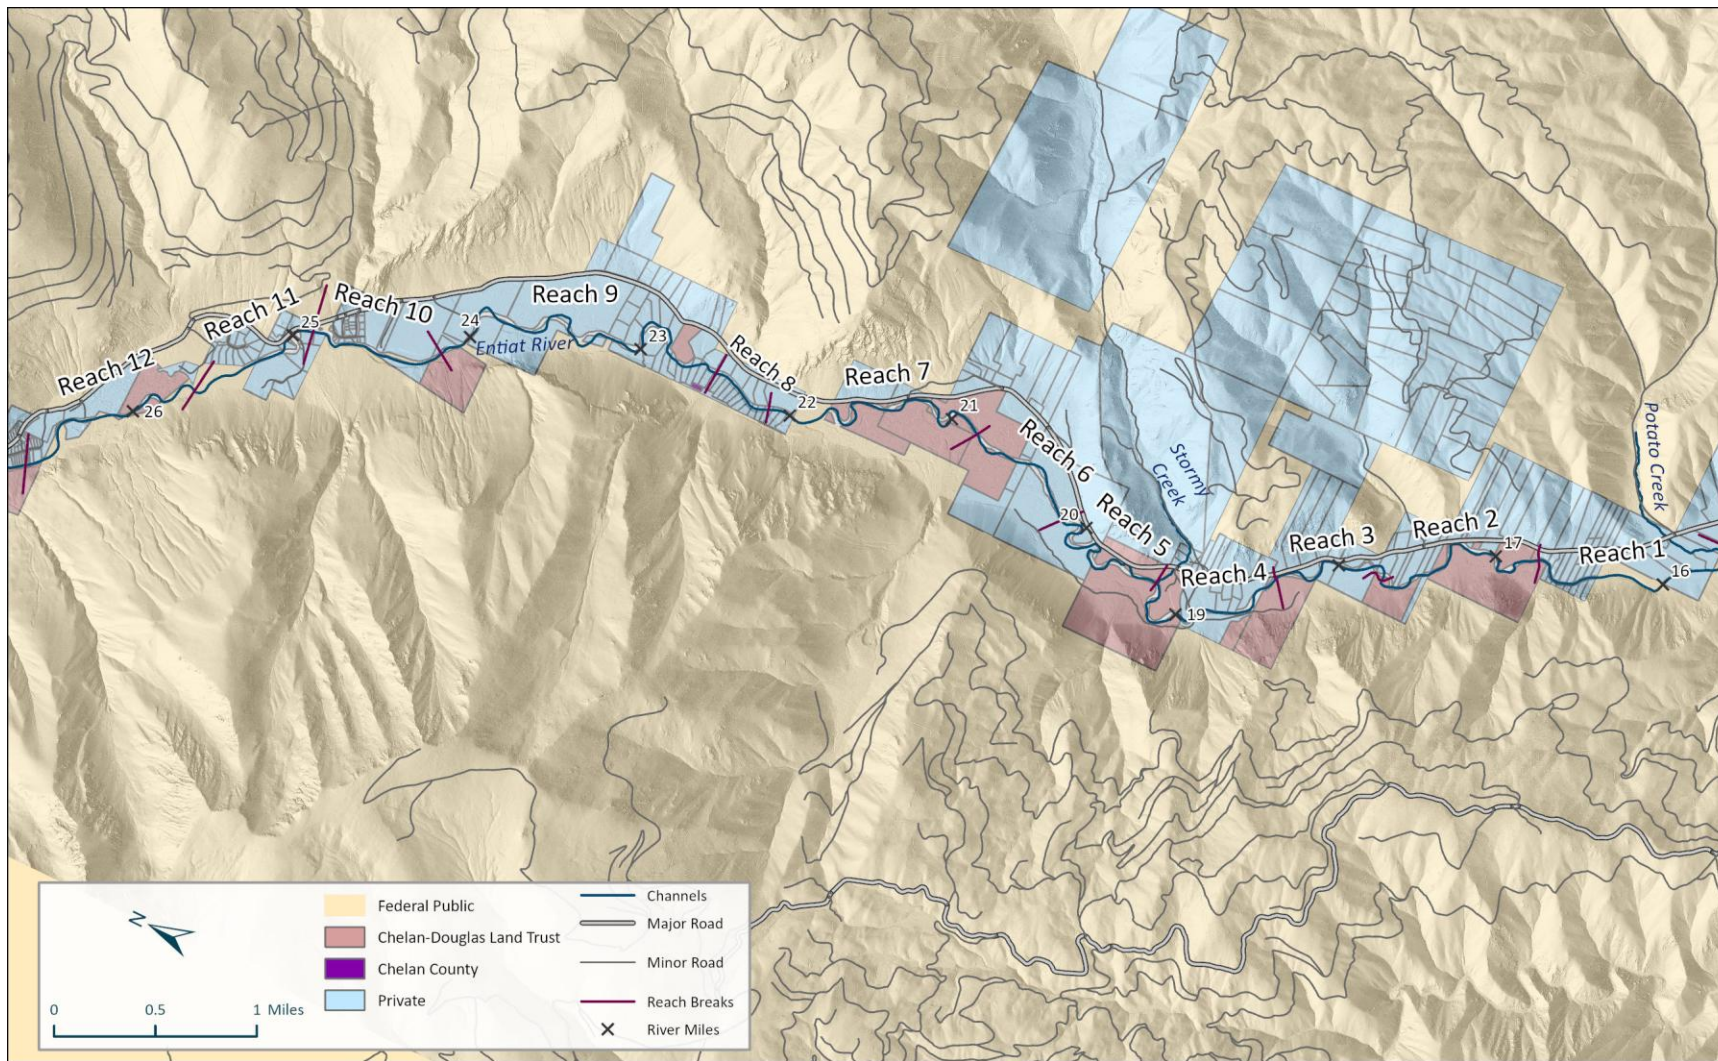 Reach 12
Reach 11
Reach 10
Reach 9
Reach 8
Reach 7
Reach 6
Reach 5
Reach 4
Reach 3
Reach 2
Reach 1
26
25
24
23
22
21
20
19
17
16
Entiat River
Stormy
Creek
Potato Creek
N
0 0.5 1 Miles
Federal Public
Chelan-Douglas Land Trust
Chelan County
Private
Channels
Major Road
Minor Road
Reach Breaks
River Miles